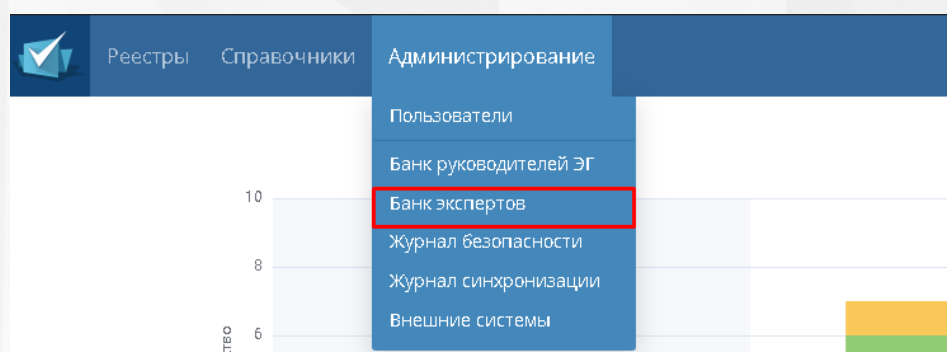 Реестры Справочники Администрирование
Пользователи
Банк руководителей ЭГ
10
Банк экспертов
Журнал безопасности
8
Журнал синхронизации
Внешние системы
6